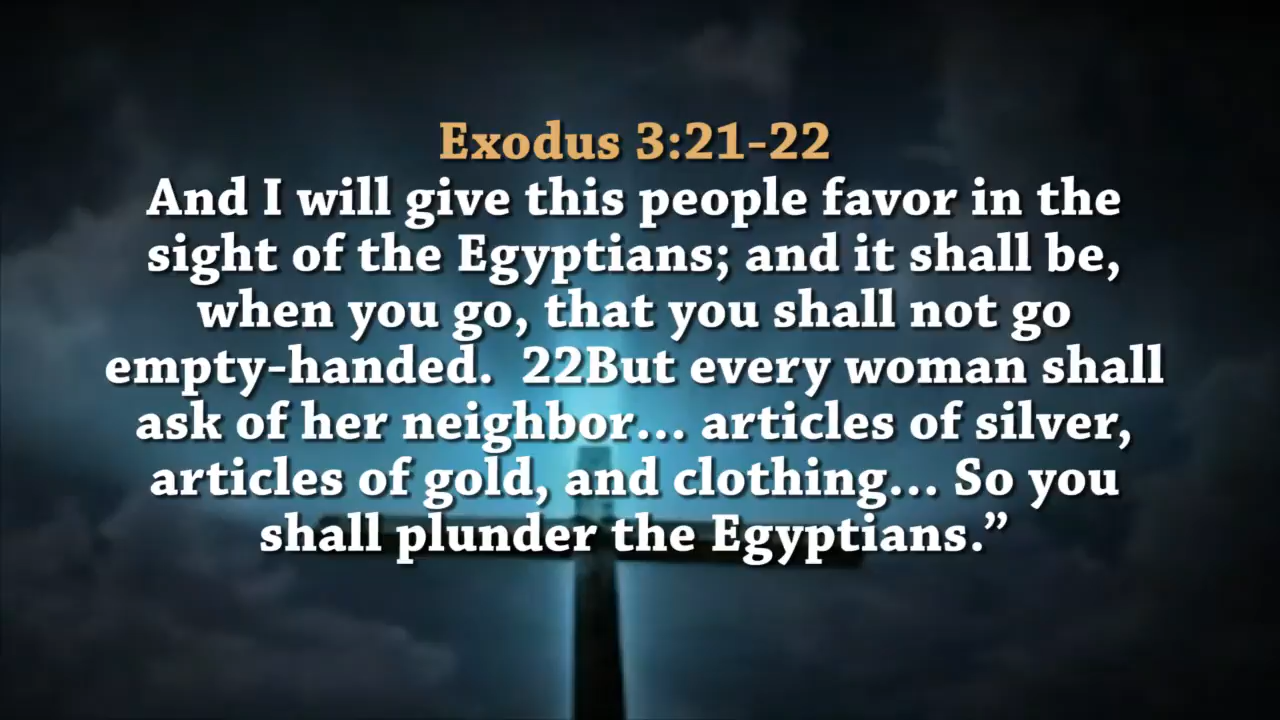 Exodus 3:21-22
And I will give this people favor in the
sight of the Egyptians; and it shall be,
when you go, that you shall not go
empty-handed.  22But every woman shall
ask of her neighbor... articles of silver,
articles of gold, and clothing... So you
shall plunder the Egyptians.”